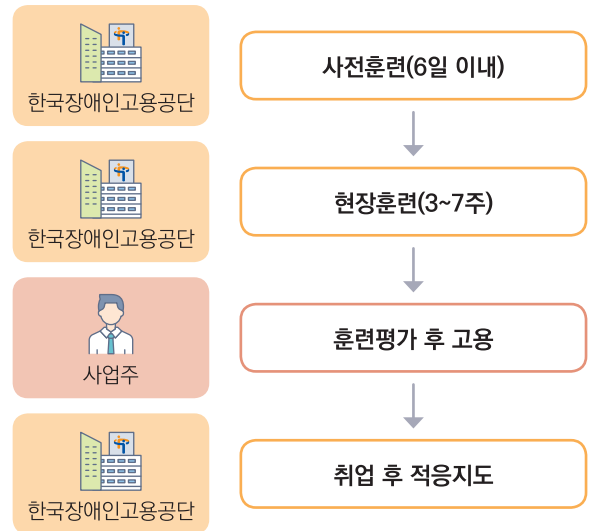 한국장애인고용공단
사전훈련(6일 이내)
한국장애인고용공단
현장훈련(3~7주)
사업주
훈련평가 후 고용
한국장애인고용공단
취업 후 적응지도